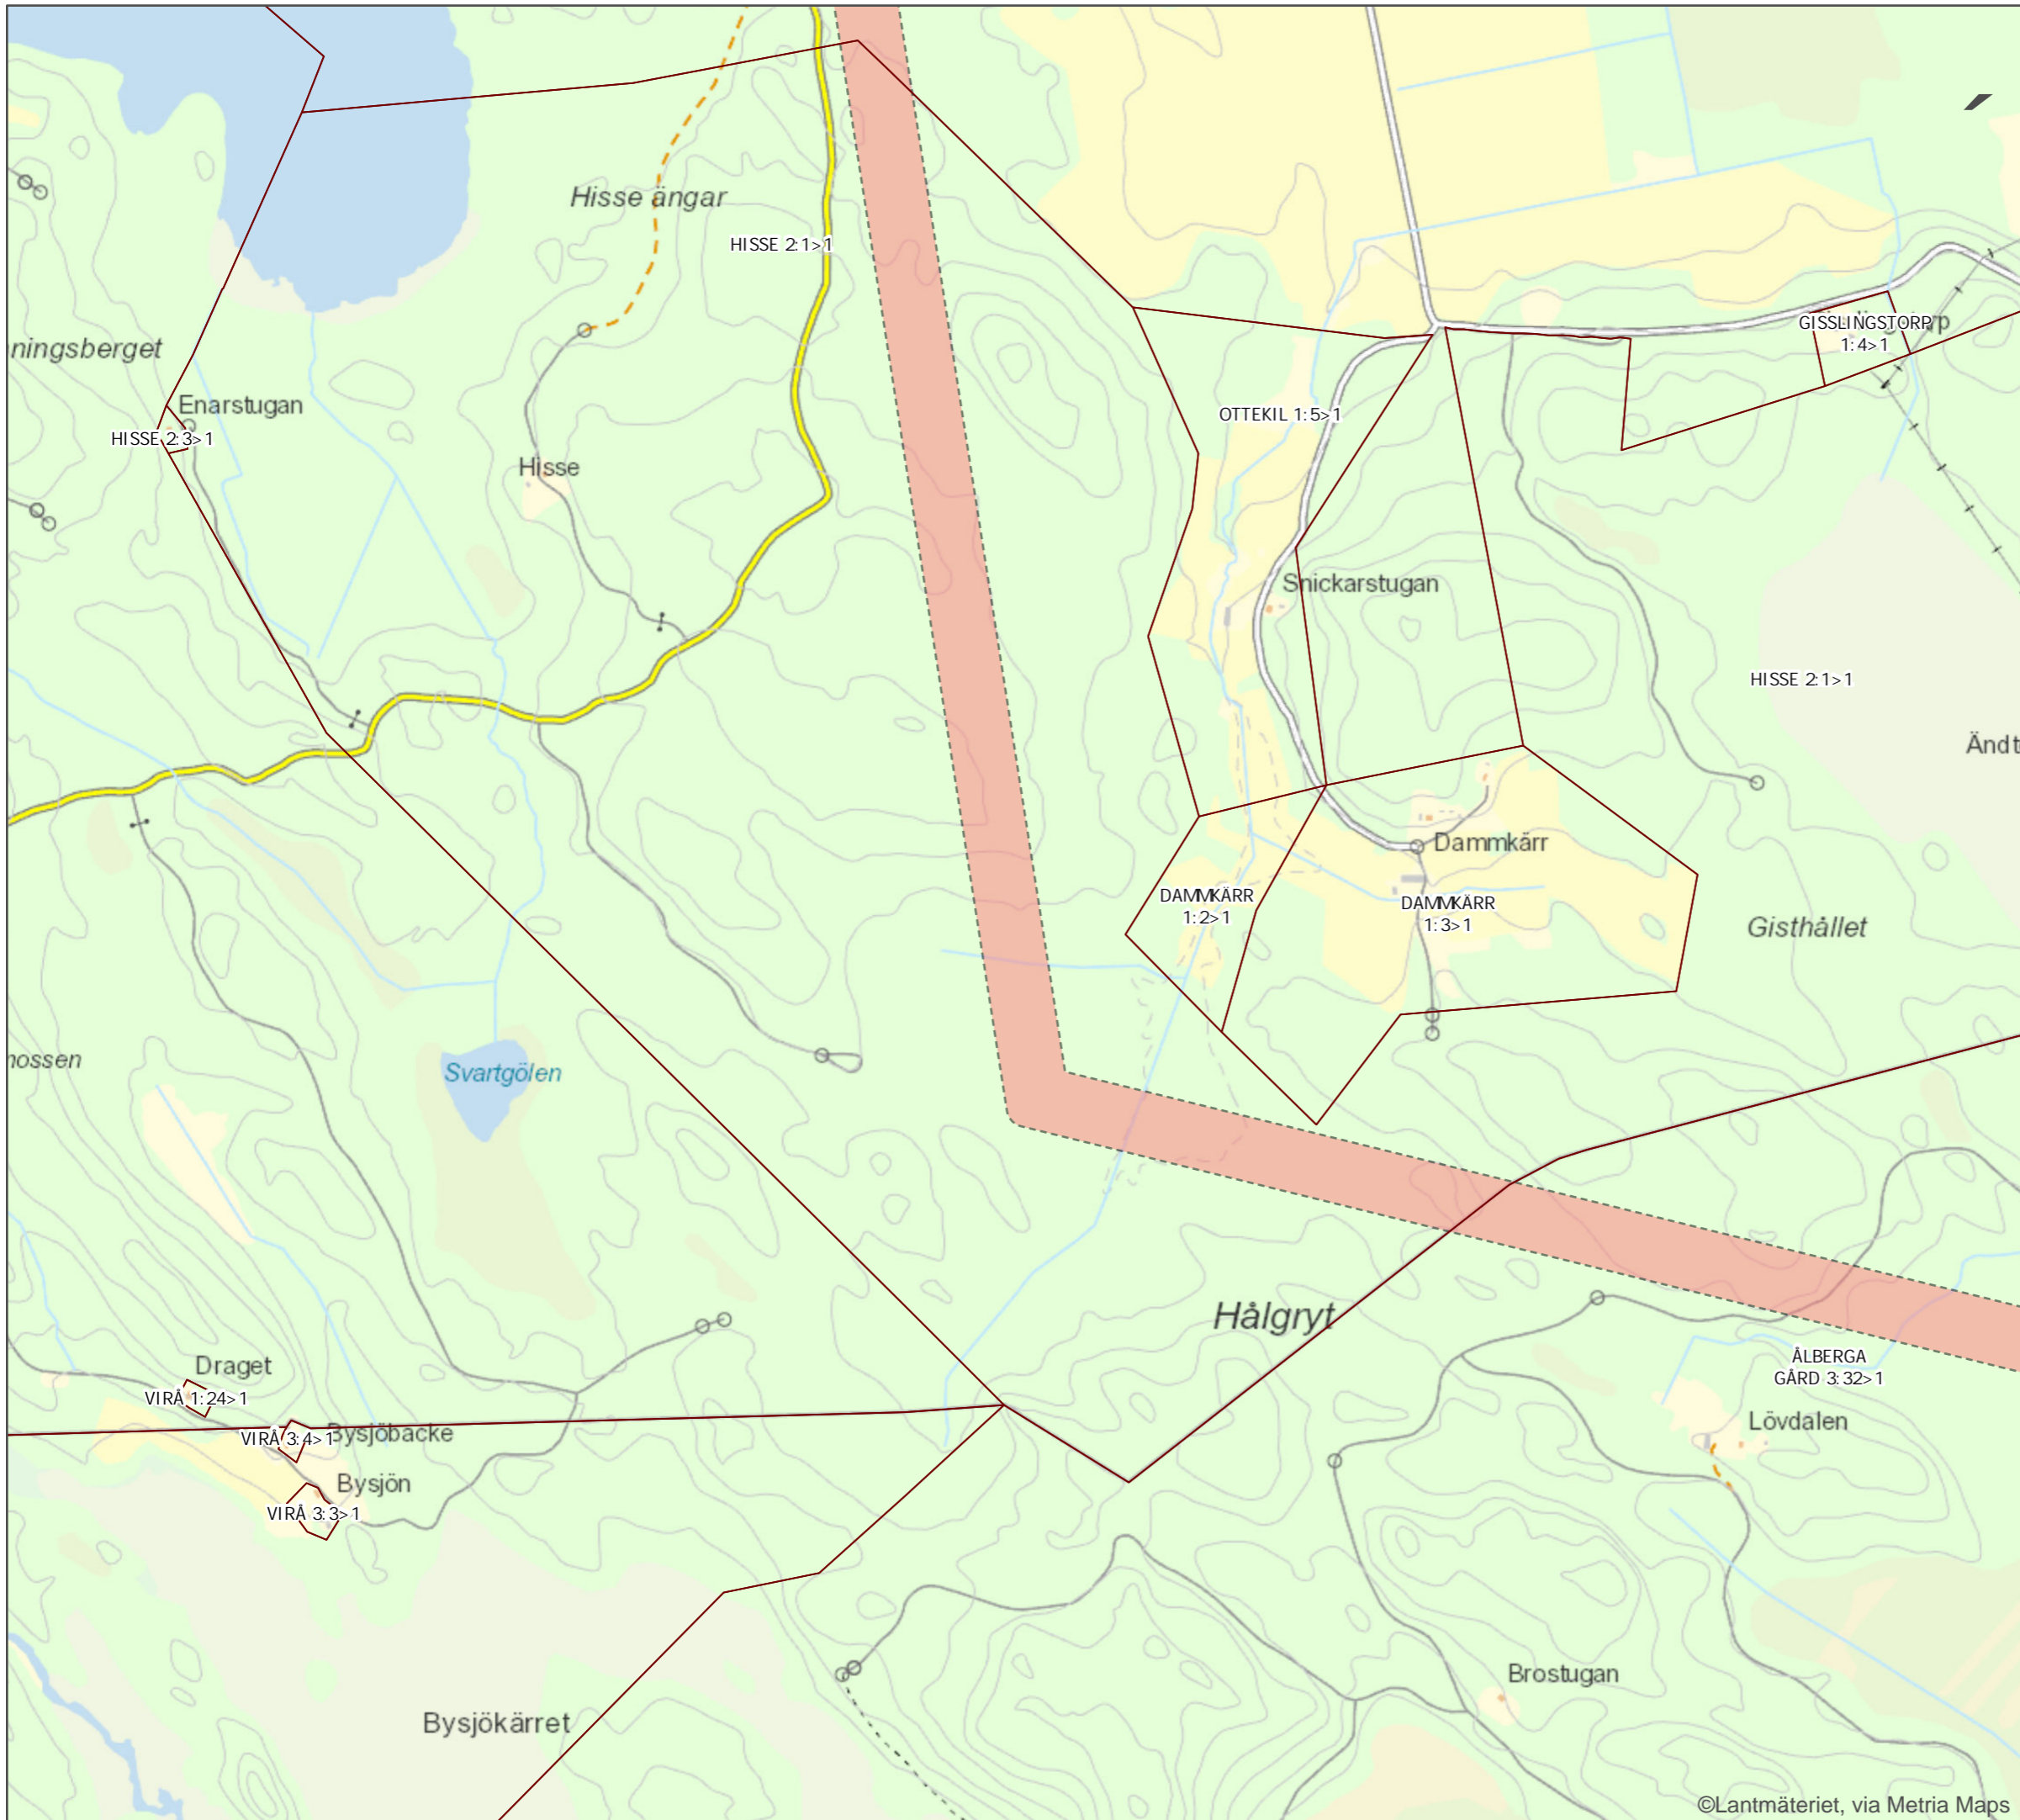 Hisse ängar
HISSE 2:1>1
GISSLINGSTORP
1:4>1
ningsberget
Enarstugan
HISSE 2:3>1
OTTEKIL 1:5>1
Hisse
Snickarstugan
HISSE 2:1>1
Ändt
Dammkärr
DAMMKÄRR
1:2>1
DAMMKÄRR
1:3>1
Gisthållet
nossen
Svartgölen
Hålgryt
Draget
VIRÅ 1:24>1
ÅLBERGA
GÅRD 3:32>1
Lövdalen
VIRÅ 3:4>1
Bysjöbacke
Bysjön
VIRÅ 3:3>1
Brostugan
Bysjökärret
©Lantmäteriet, via Metria Maps